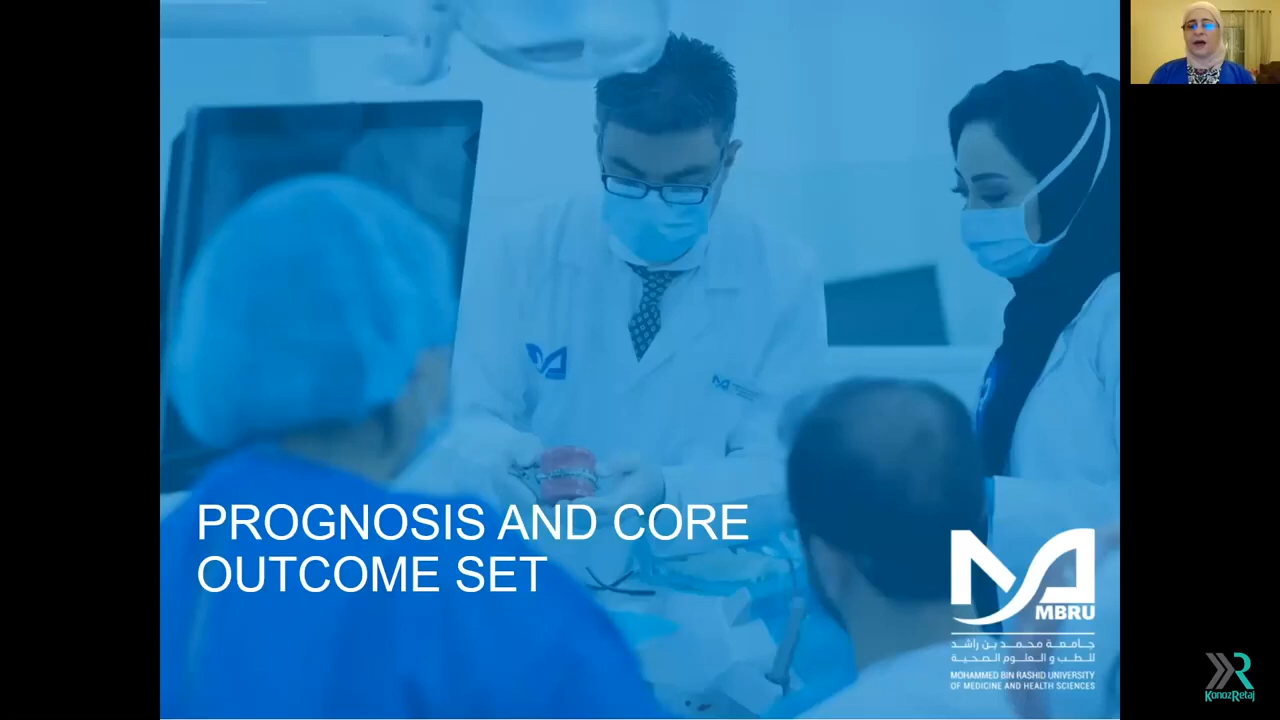 PROGNOSIS AND CORE
OUTCOME SET
MBRU
جامعة محمد بن راشد
للطب و العلوم الصحية
MOHAMMED BIN RASHID UNIVERSITY
OF MEDICINE AND HEALTH SCIENCES
KonozRetaj